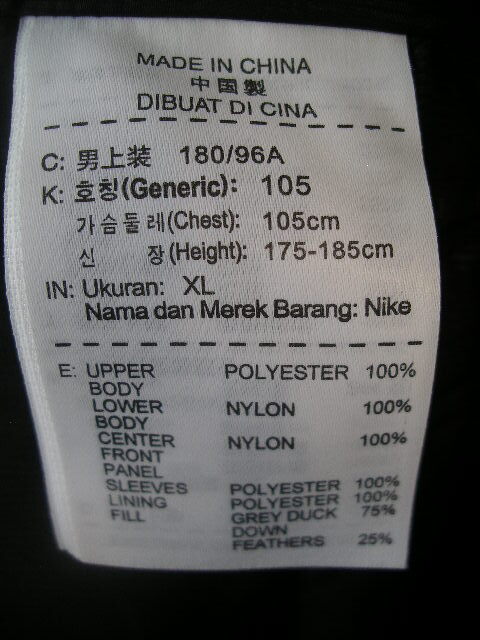 MADE IN CHINA
中国製
DIBUAT DI CINA
C: 男上装 180/96A
K: 호칭(Generic): 105
가슴둘레(Chest): 105cm
신 장(Height): 175-185cm
IN: Ukuran: XL
Nama dan Merek Barang: Nike
E: UPPER POLYESTER 100%
BODY
LOWER NYLON 100%
BODY
CENTER NYLON 100%
FRONT
PANEL
SLEEVES POLYESTER 100%
LINING POLYESTER 100%
FILL GREY DUCK 75%
DOWN
FEATHERS 25%